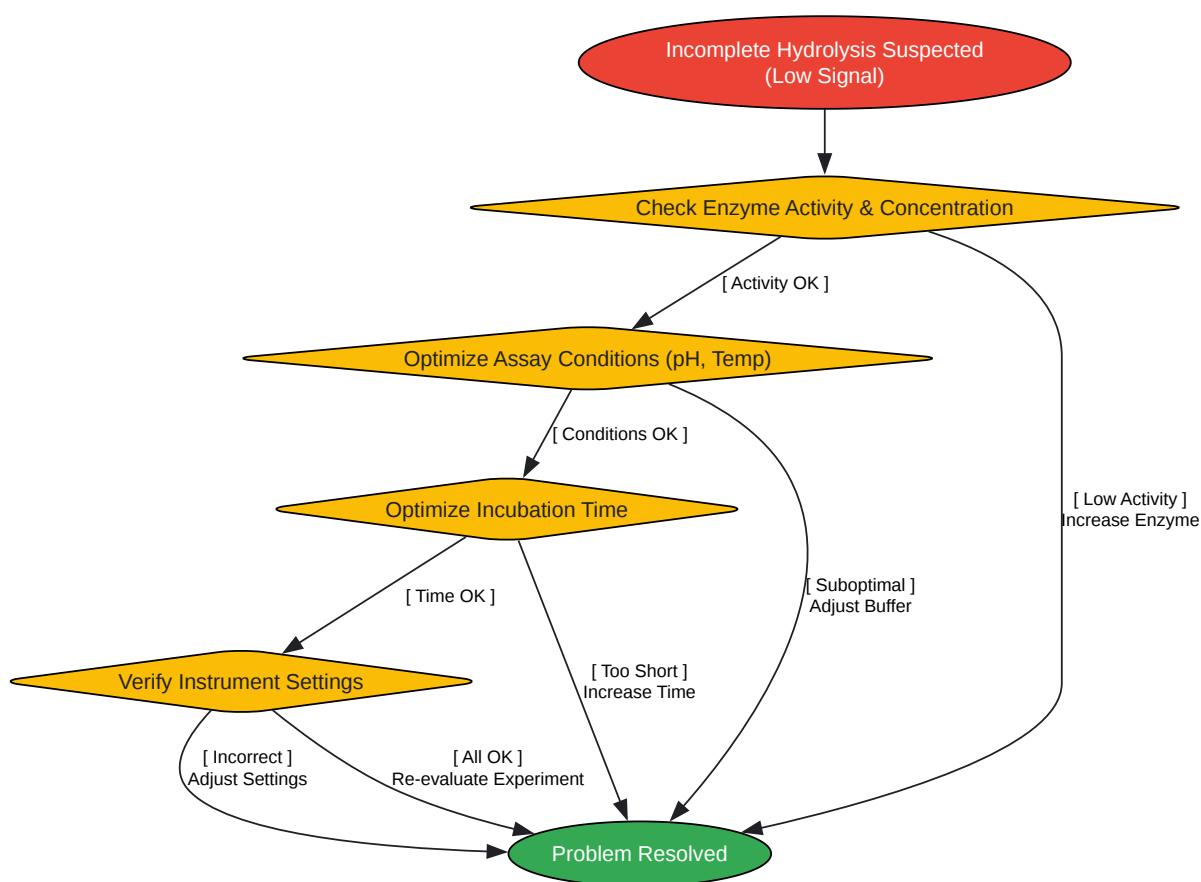 Incomplete Hydrolysis Suspected
(Low Signal)
Check Enzyme Activity & Concentration
[ Activity OK ]
Optimize Assay Conditions (pH, Temp)
[ Conditions OK ]
Optimize Incubation Time
[ Low Activity ]
Increase Enzyme
[ Time OK ]
[ Suboptimal ]
Adjust Buffer
[ Too Short ]
Increase Time
Verify Instrument Settings
[ Incorrect ]
Adjust Settings
[ All OK ]
Re-evaluate Experiment
Problem Resolved